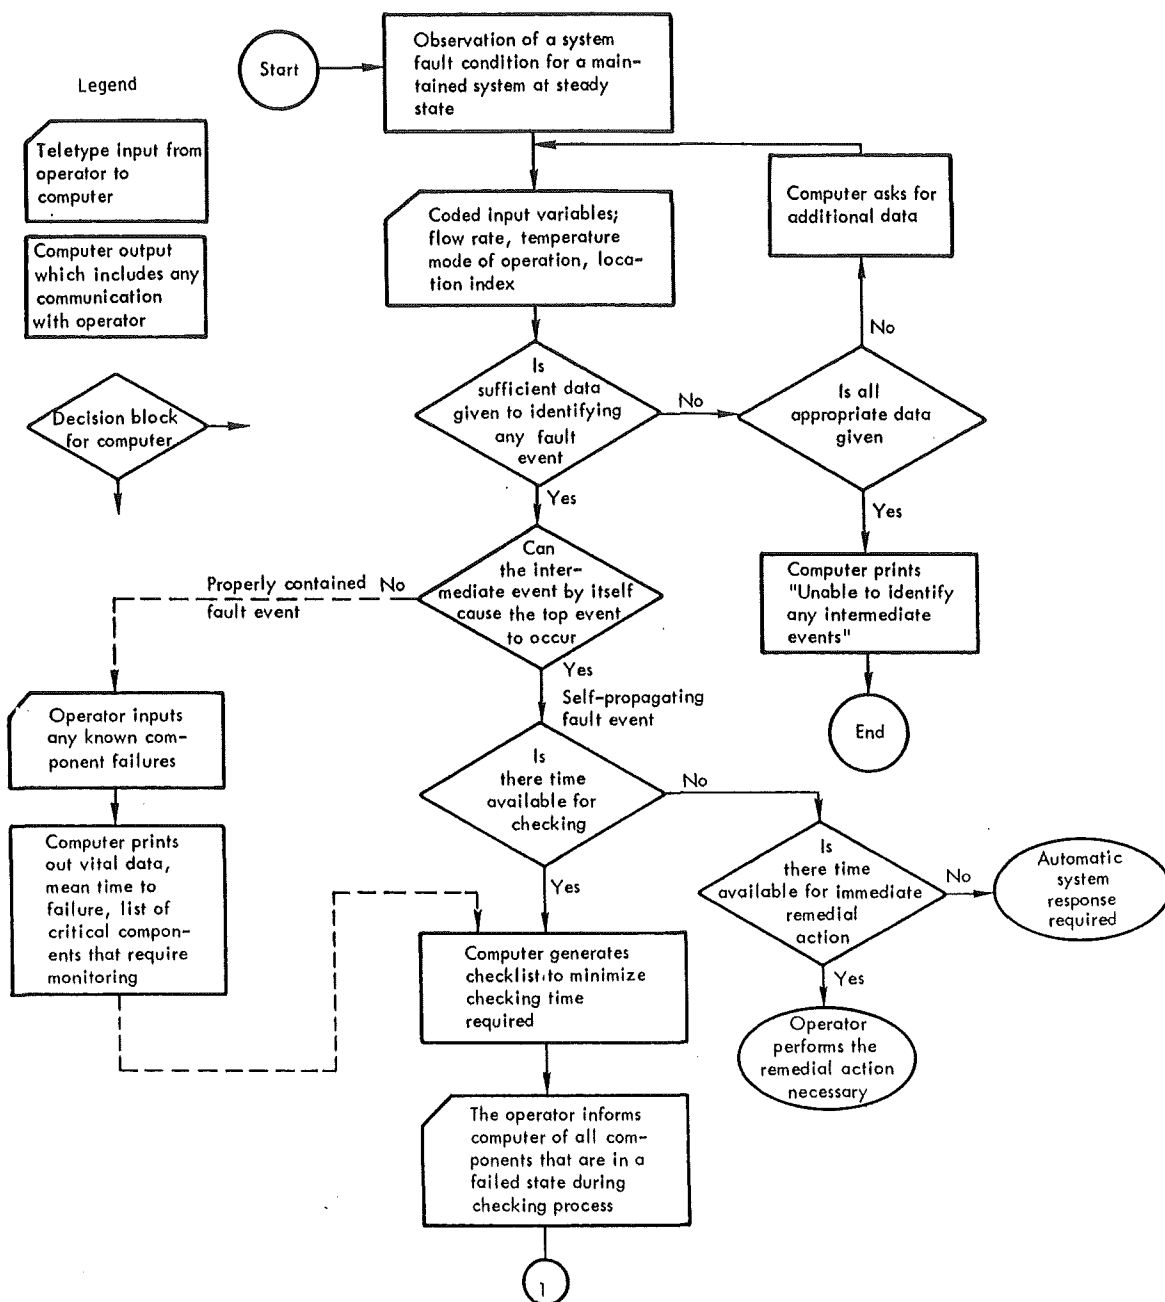 Start
Observation of a system
fault condition for a main-
tained system at steady
state
Legend
Teletype input from
operator to
computer
Computer output
which includes any
communication
with operator
Decision block
for computer
Coded input variables;
flow rate, temperature
mode of operation, loca-
tion index
Computer asks for
additional data
No
Is
sufficient data
given to identifying
any fault
event
No
Is all
appropriate data
given
Yes
Yes
Can
the inter-
mediate event by itself
cause the top event
to occur
Properly contained No
fault event
Computer prints
"Unable to identify
any intermediate
events"
End
Yes
Self-propagating
fault event
Operator inputs
any known com-
ponent failures
Is
there time
available for
checking
No
Computer prints
out vital data,
mean time to
failure, list of
critical compon-
ents that require
monitoring
Yes
Is
there time
available for immediate
remedial
action
No
Automatic
system
response
required
Yes
Computer generates
checklist to minimize
checking time
required
Operator
performs the
remedial action
necessary
The operator informs
computer of all com-
ponents that are in a
failed state during
checking process
1